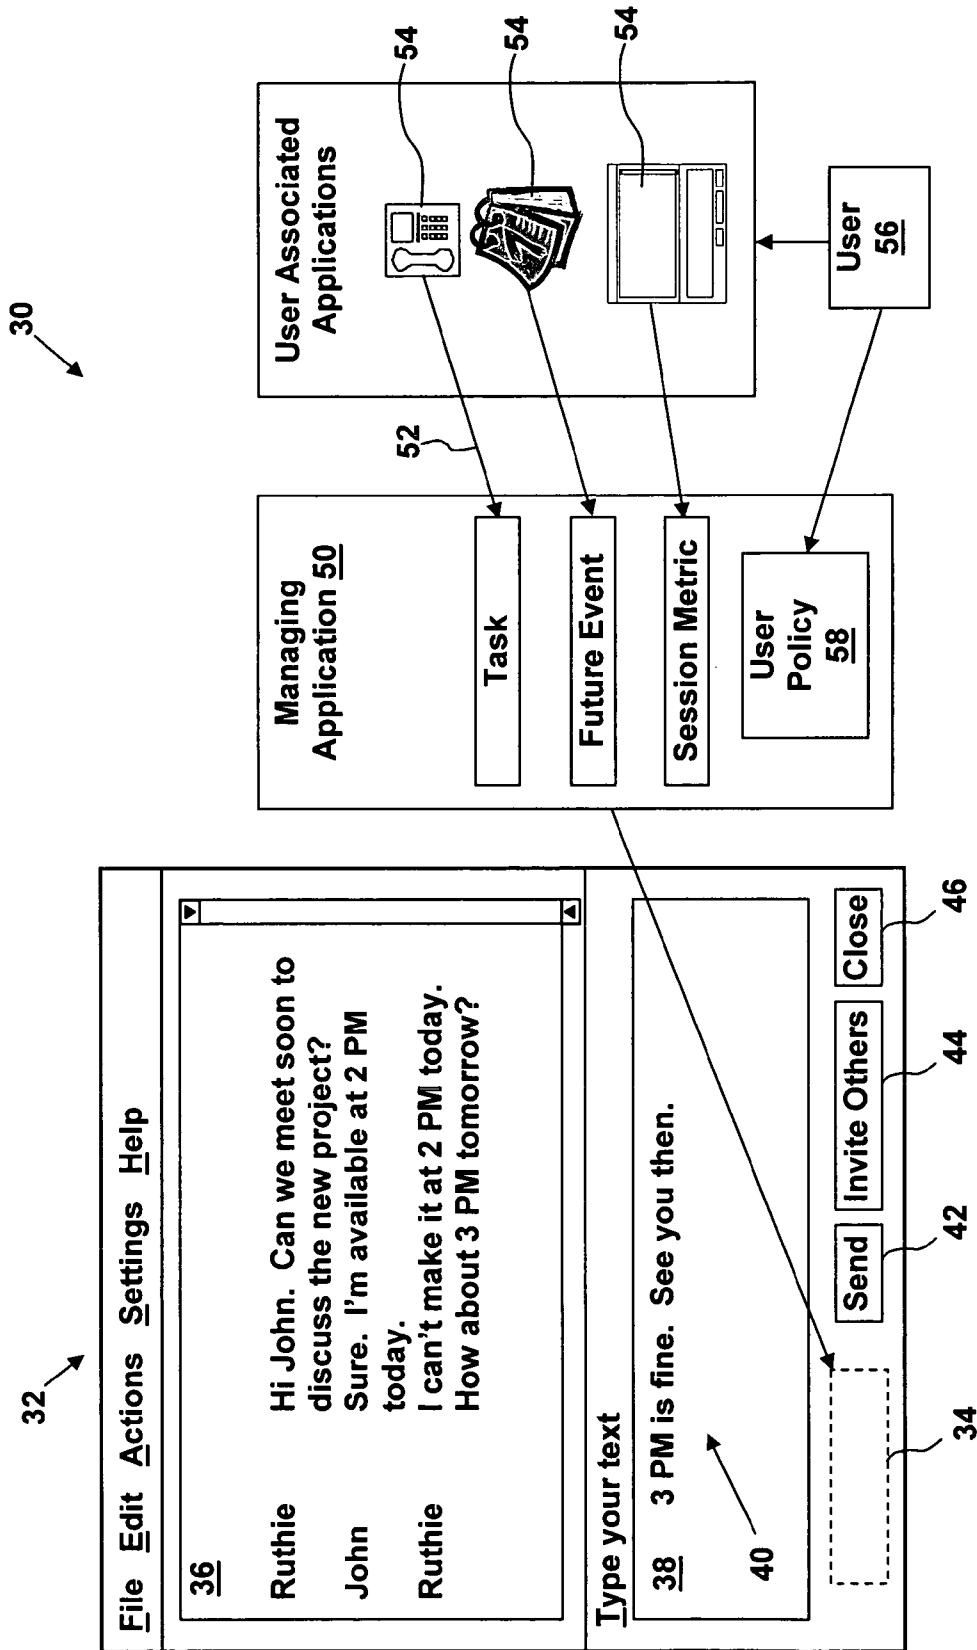 30
32
File Edit Actions Settings Help
36
Ruthie Hi John. Can we meet soon to
discuss the new project?
John Sure. I'm available at 2 PM
today.
Ruthie I can't make it at 2 PM today.
How about 3 PM tomorrow?
Type your text
38 3 PM is fine. See you then.
40
Send Invite Others Close
34
42
44
46
Managing
Application 50
Task
Future Event
Session Metric
User
Policy
58
52
User Associated
Applications
54
54
54
User
56